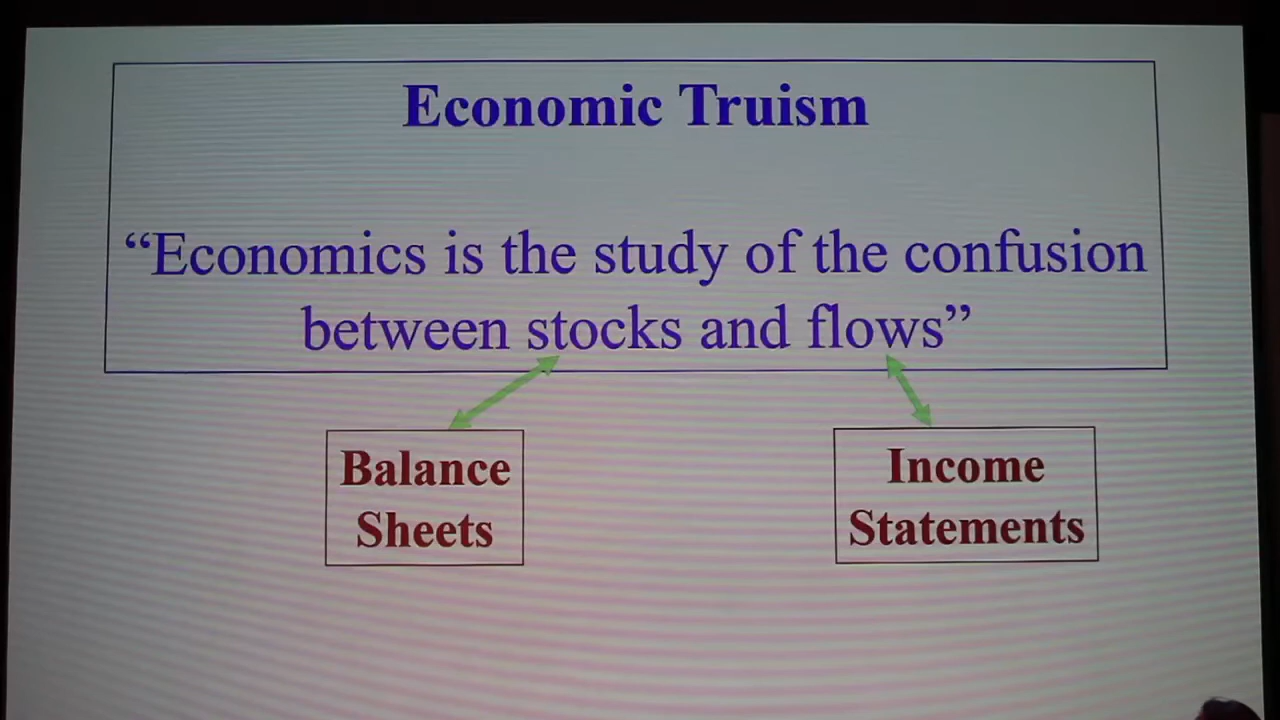 Economic Truism
“Economics is the study of the confusion
between stocks and flows”
Balance
Sheets
Income
Statements